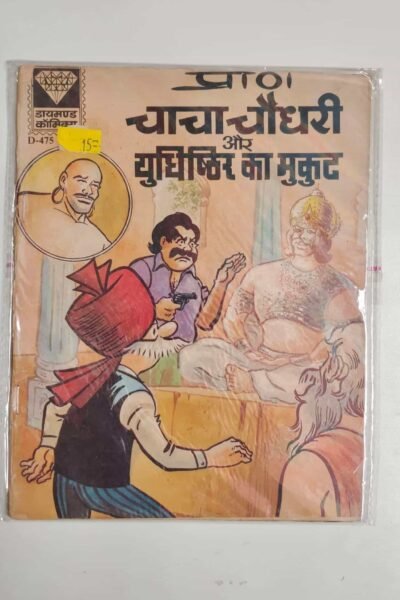 प्राण
डायमण्ड
कॉमिक्स
D-475
15=
चाचा चौधरी
और
युधिष्ठिर का मुकुट